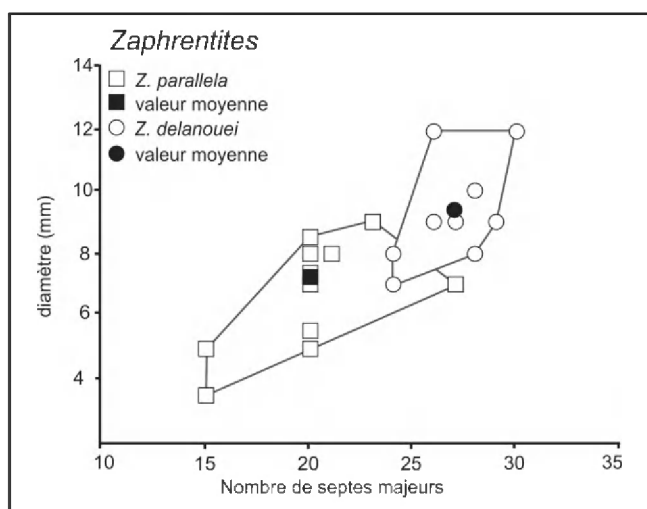 Zaphrentites
14
Z. parallela
valeur moyenne
12
Z. delanouei
valeur moyenne
10
8
6
4
diamètre (mm)
10 15 20 25 30 35
Nombre de septes majeurs